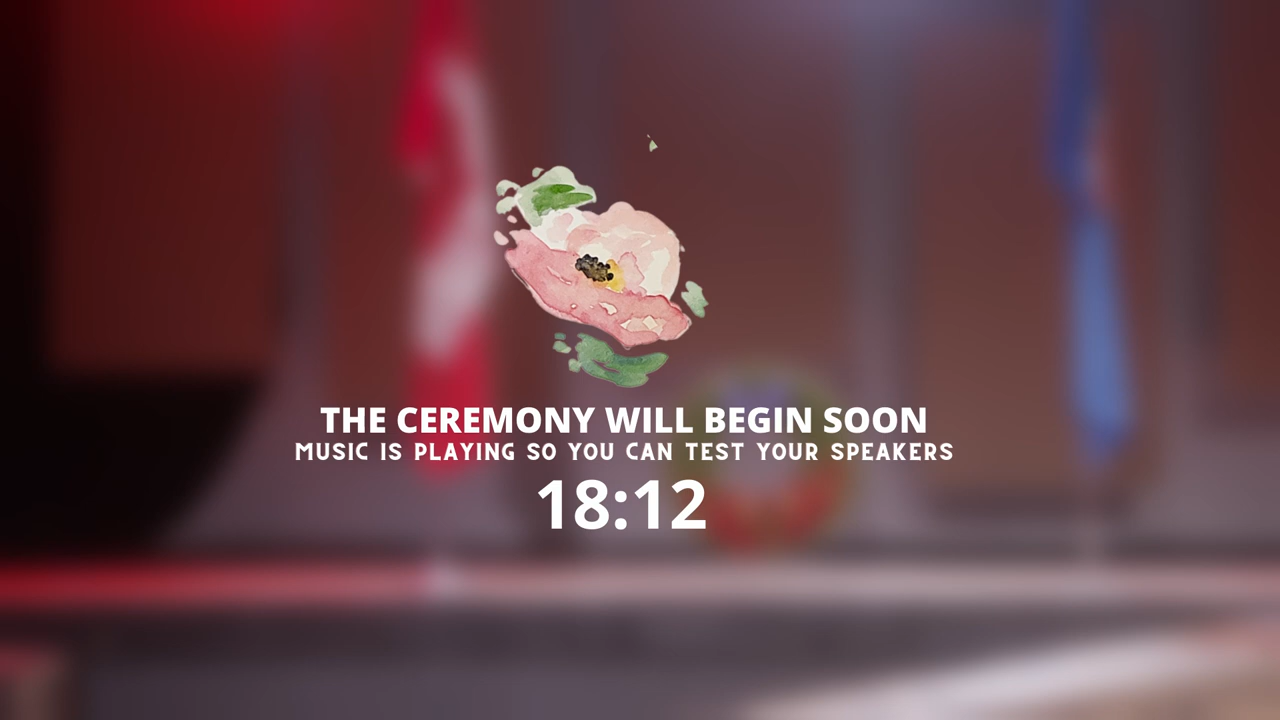 THE CEREMONY WILL BEGIN SOON
MUSIC IS PLAYING SO YOU CAN TEST YOUR SPEAKERS
18:12